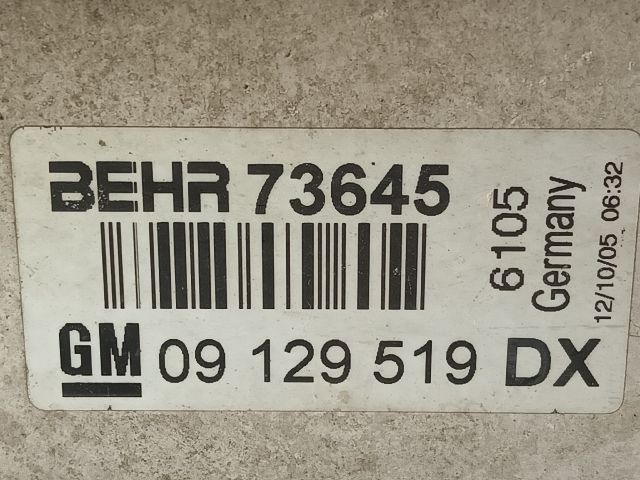 BEHR 73645
GM 09 129 519 DX
6105
Germany
12/10/05 06:32